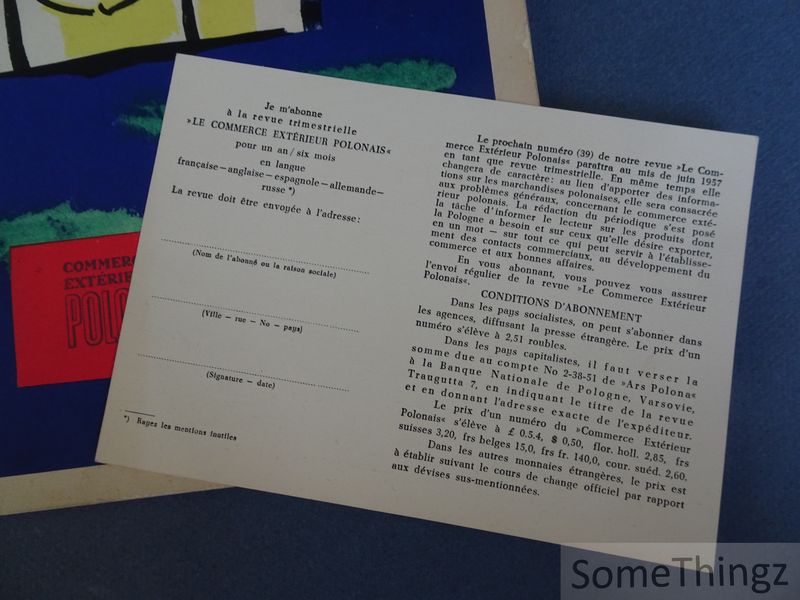 COMMERC
EXTÉRIEU
POLO
Je m'abonne
à la revue trimestrielle
»LE COMMERCE EXTÉRIEUR POLONAIS«
pour un an/six mois
en langue
française—anglaise—espagnole—allemande—
russe *)
La revue doit être envoyée à l'adresse:
(Nom de l'abonné ou la raison sociale)
(Ville — rue — No — pays)
(Signature — date)
*) Rayez les mentions inutiles
Le prochain numéro (39) de notre revue »Le Com-
merce Extérieur Polonais« paraîtra au mis de juin 1957
en tant que revue trimestrielle. En même temps elle
changera de caractère: au lieu d'apporter des informa-
tions sur les marchandises polonaises, elle sera consacrée
aux problèmes généraux, concernant le commerce exté-
rieur polonais. La rédaction du périodique s'est posé
la tâche d'informer le lecteur sur les produits dont
la Pologne a besoin et sur ceux qu'elle désire exporter,
en un mot — sur tout ce qui peut servir à l'établisse-
ment des contacts commerciaux, au développement du
commerce et aux bonnes affaires.
En vous abonnant, vous pouvez vous assurer
l'envoi régulier de la revue »Le Commerce Extérieur
Polonais«.
CONDITIONS D'ABONNEMENT
Dans les pays socialistes, on peut s'abonner dans
les agences, diffusant la presse étrangère. Le prix d'un
numéro s'élève à 2,51 roubles.
Dans les pays capitalistes, il faut verser la
somme due au compte No 2-38-51 de »Ars Polona«
à la Banque Nationale de Pologne, Varsovie,
Traugutta 7, en indiquant le titre de la revue
et en donnant l'adresse exacte de l'expéditeur.
Le prix d'un numéro du »Commerce Extérieur
Polonais« s'élève à £ 0.5.4, $ 0,50, flor. holl. 2,85, frs
suisses 3,20, frs belges 15,0, frs fr. 140,0, cour. suéd. 2,60,
Dans les autres monnaies étrangères, le prix est
à établir suivant le cours de change officiel par rapport
aux dévises sus-mentionnées.
SomeThingz